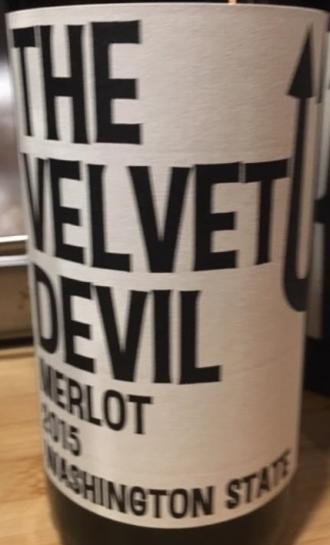 THE
VELVET
DEVIL
MERLOT
2015
WASHINGTON STATE